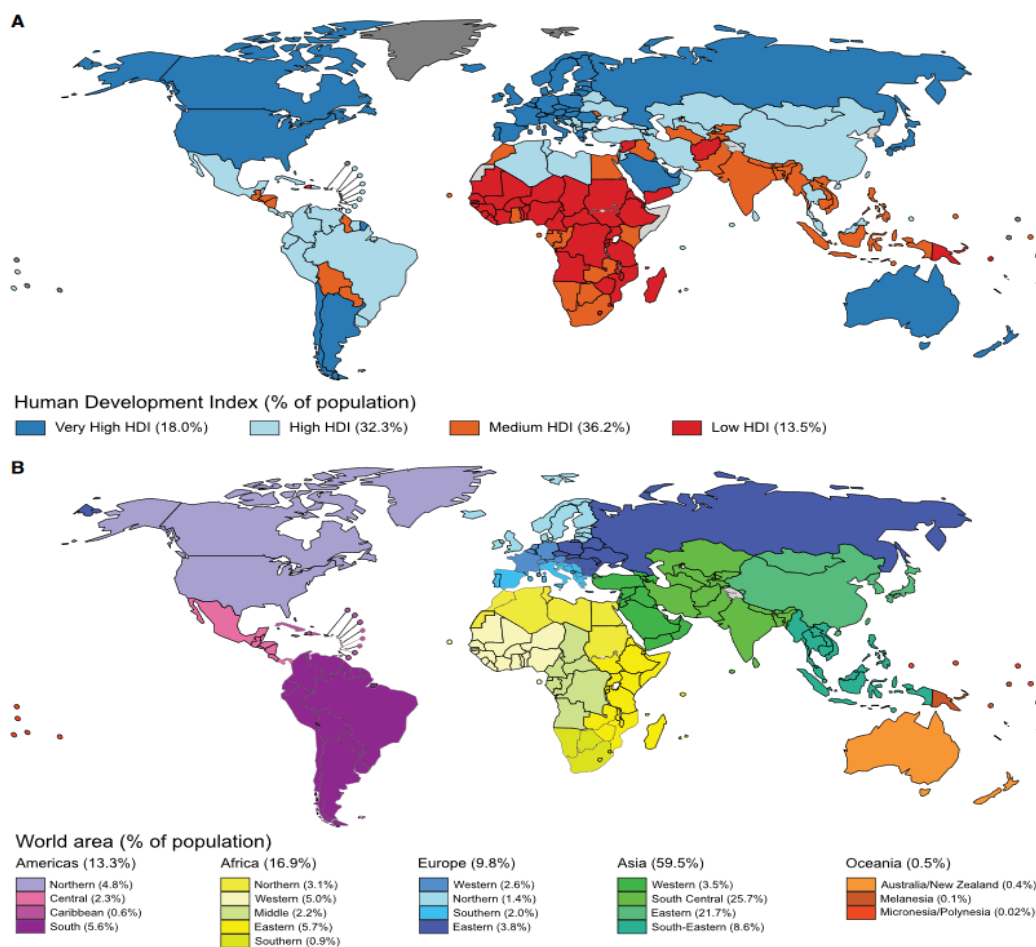 A
Human Development Index (% of population)
Very High HDI (18.0%) High HDI (32.3%) Medium HDI (36.2%) Low HDI (13.5%)
B
World area (% of population)
Americas (13.3%) Africa (16.9%) Europe (9.8%) Asia (59.5%) Oceania (0.5%)
Northern (4.8%) Northern (3.1%) Western (2.6%) Western (3.5%) Australia/New Zealand (0.4%)
Central (2.3%) Western (5.0%) Northern (1.4%) South Central (25.7%) Melanesia (0.1%)
Caribbean (0.6%) Middle (2.2%) Southern (2.0%) Eastern (21.7%) Micronesia/Polynesia (0.02%)
South (5.6%) Eastern (5.7%) Eastern (3.8%) South-Eastern (8.6%)
Southern (0.9%)